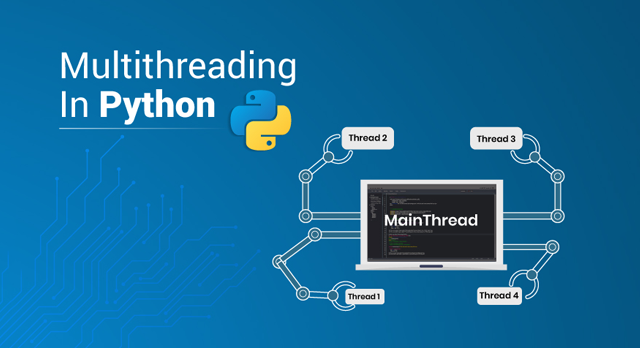 Multithreading
In Python
Thread 2
Thread 3
MainThread
Thread 1
Thread 4